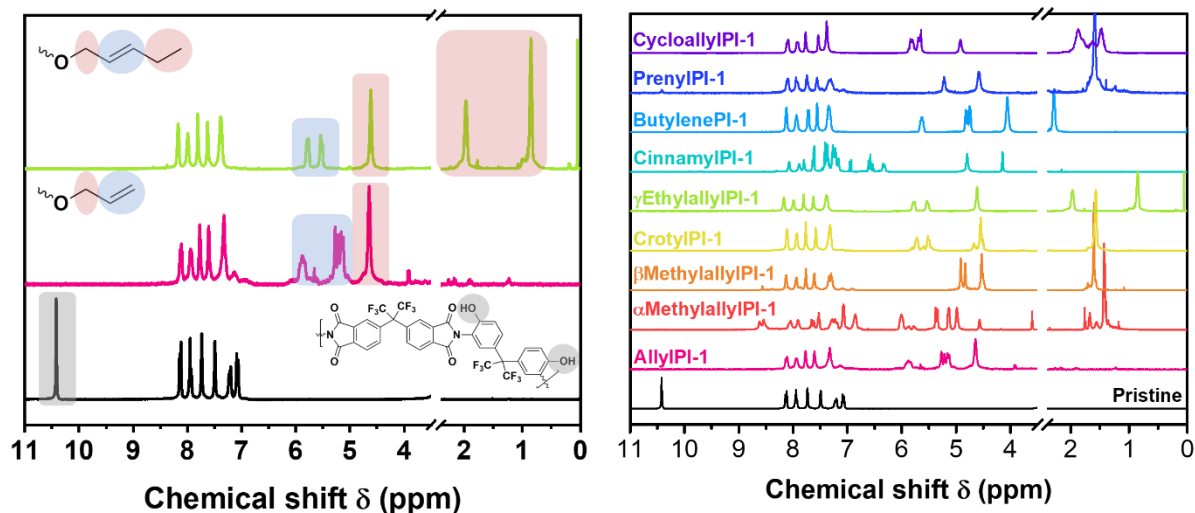 O
O
HO
F₃C CF₃
O
O
N
N
O
O
F₃C CF₃
OH
11 10 9 8 7 6 5 4 2 1 0
Chemical shift δ (ppm)
CycloallylPI-1
PrenylPI-1
ButylenePI-1
CinnamylPI-1
γEthylallylPI-1
CrotylPI-1
βMethylallylPI-1
αMethylallylPI-1
AllylPI-1
Pristine
11 10 9 8 7 6 5 4 2 1 0
Chemical shift δ (ppm)